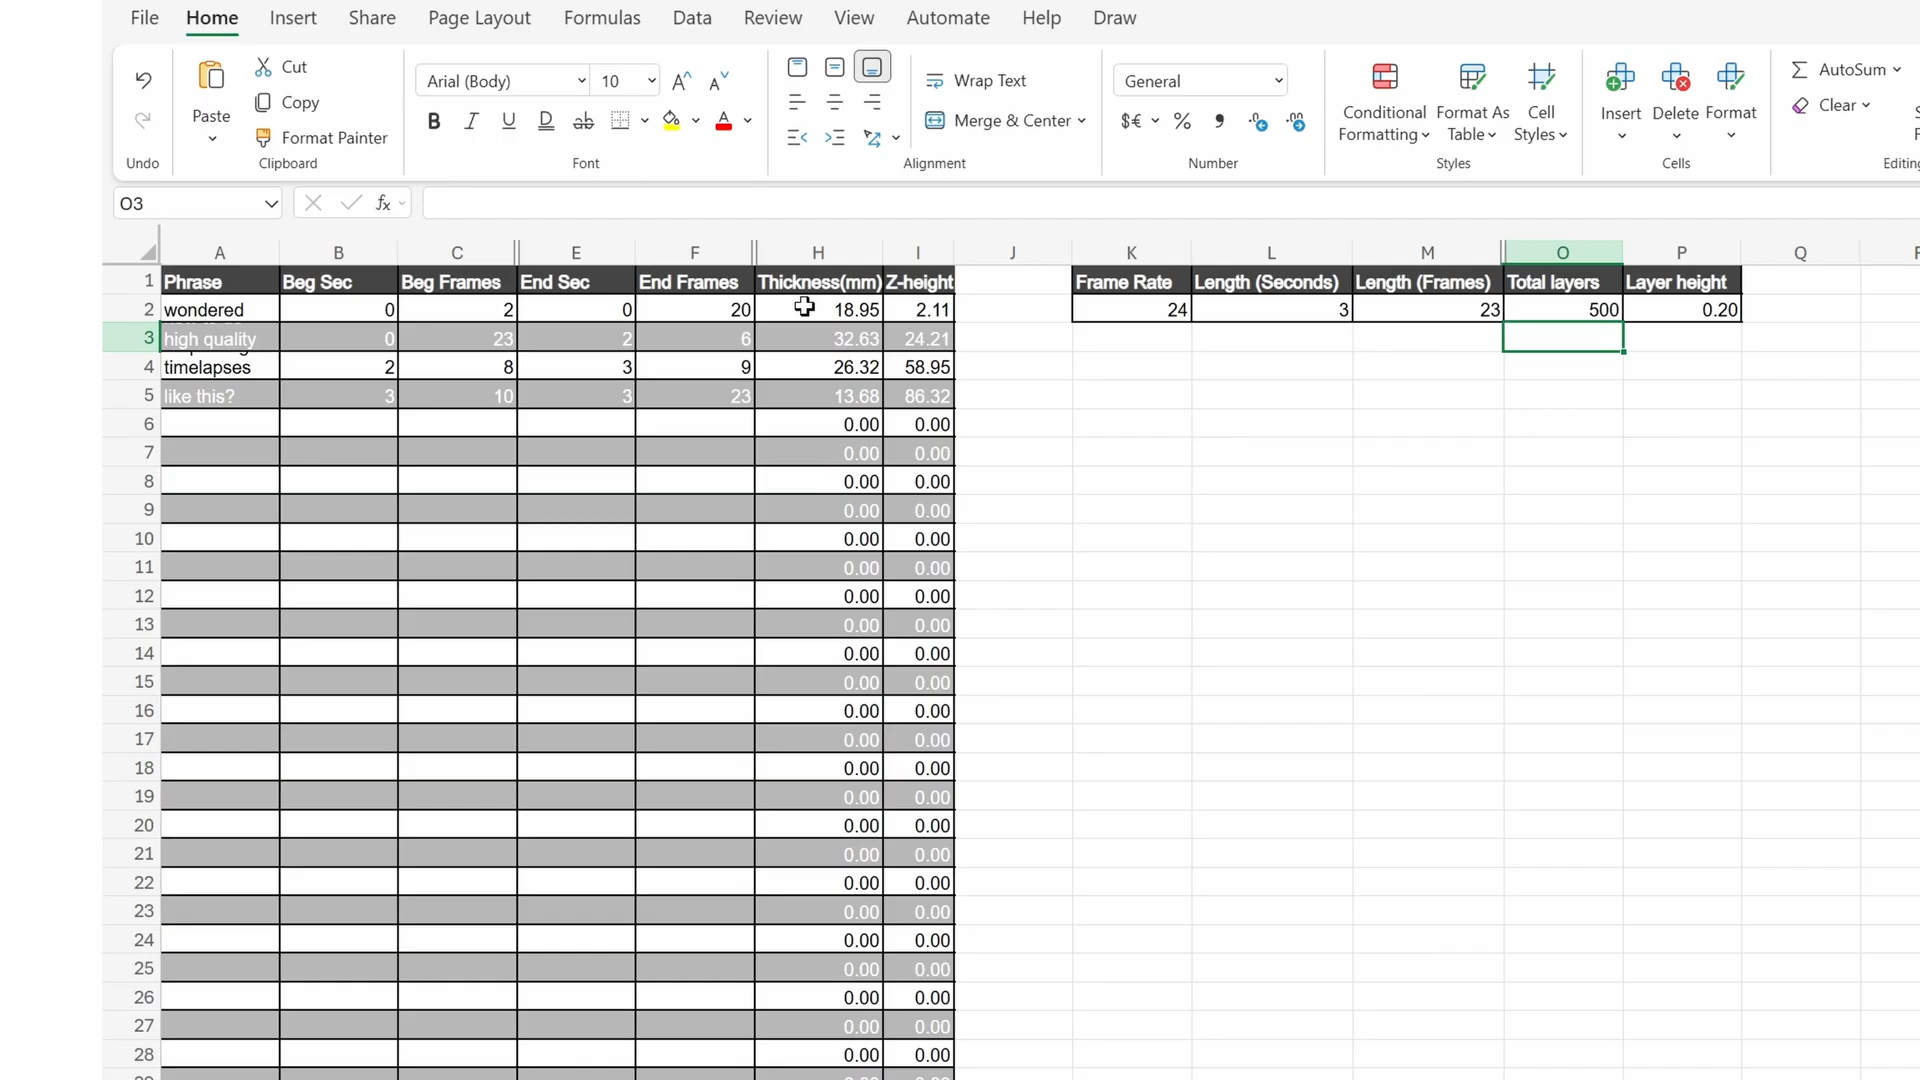 File Home Insert Share Page Layout Formulas Data Review View Automate Help Draw
Cut
Arial (Body) 10 A A
Wrap Text
General
AutoSum
Paste
Copy
Conditional Formatting
Format As Table
Cell Styles
Insert Delete Format
Clear
Format Painter
B I U D ab A
Merge & Center
$€ % 9 .0 .00
Undo Clipboard Font Alignment Number Styles Cells
O3 fx
A B C E F H I J K L M O P Q
1 Phrase Beg Sec Beg Frames End Sec End Frames Thickness(mm) Z-height Frame Rate Length (Seconds) Length (Frames) Total layers Layer height
2 wondered 0 2 0 20 18.95 2.11 24 3 23 500 0.20
3 high quality 0 23 2 6 32.63 24.21
4 timelapses 2 8 3 9 26.32 58.95
5 like this? 3 10 3 23 13.68 86.32
6 0.00 0.00
7 0.00 0.00
8 0.00 0.00
9 0.00 0.00
10 0.00 0.00
11 0.00 0.00
12 0.00 0.00
13 0.00 0.00
14 0.00 0.00
15 0.00 0.00
16 0.00 0.00
17 0.00 0.00
18 0.00 0.00
19 0.00 0.00
20 0.00 0.00
21 0.00 0.00
22 0.00 0.00
23 0.00 0.00
24 0.00 0.00
25 0.00 0.00
26 0.00 0.00
27 0.00 0.00
28 0.00 0.00